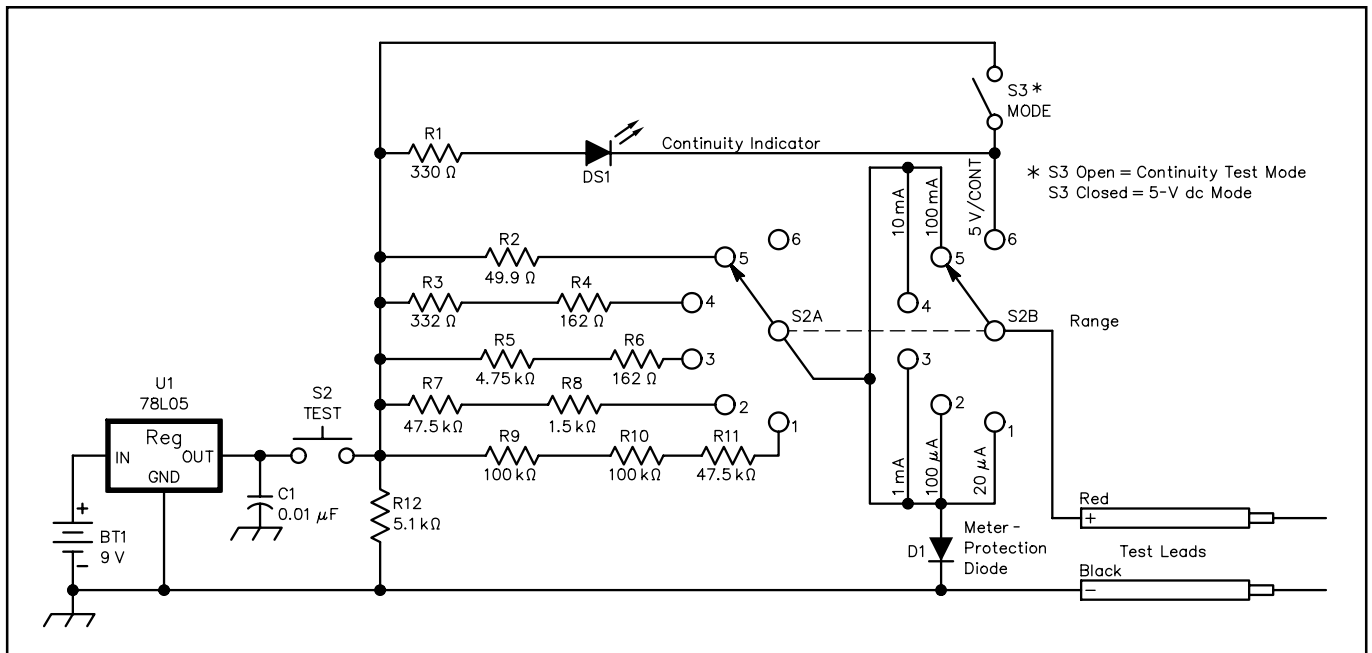 S3 *
MODE
R1
330 Ω
DS1
Continuity Indicator
* S3 Open = Continuity Test Mode
S3 Closed = 5-V dc Mode
10 mA
100 mA
5 V/CONT
6
6
R2
49.9 Ω
5
5
R3
332 Ω
R4
162 Ω
4
4
S2A
S2B
Range
R5
4.75 kΩ
R6
162 Ω
3
3
U1
78L05
S2
TEST
R7
47.5 kΩ
R8
1.5 kΩ
2
2
1
1
Reg
IN
OUT
GND
R9
100 kΩ
R10
100 kΩ
R11
47.5 kΩ
1 mA
100 μA
20 μA
C1
0.01 μF
R12
5.1 kΩ
+
BT1
9 V
−
D1
Meter-
Protection
Diode
Red
+
Test Leads
Black
−